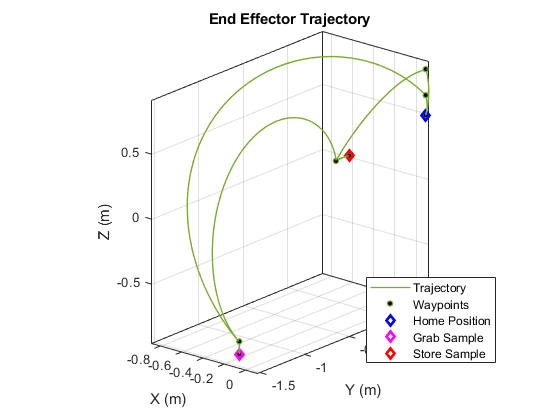 End Effector Trajectory
0.5
0
-0.5
Z (m)
-0.8
-0.6
-0.4
-0.2
0
X (m)
-1.5
-1
Y (m)
Trajectory
Waypoints
Home Position
Grab Sample
Store Sample